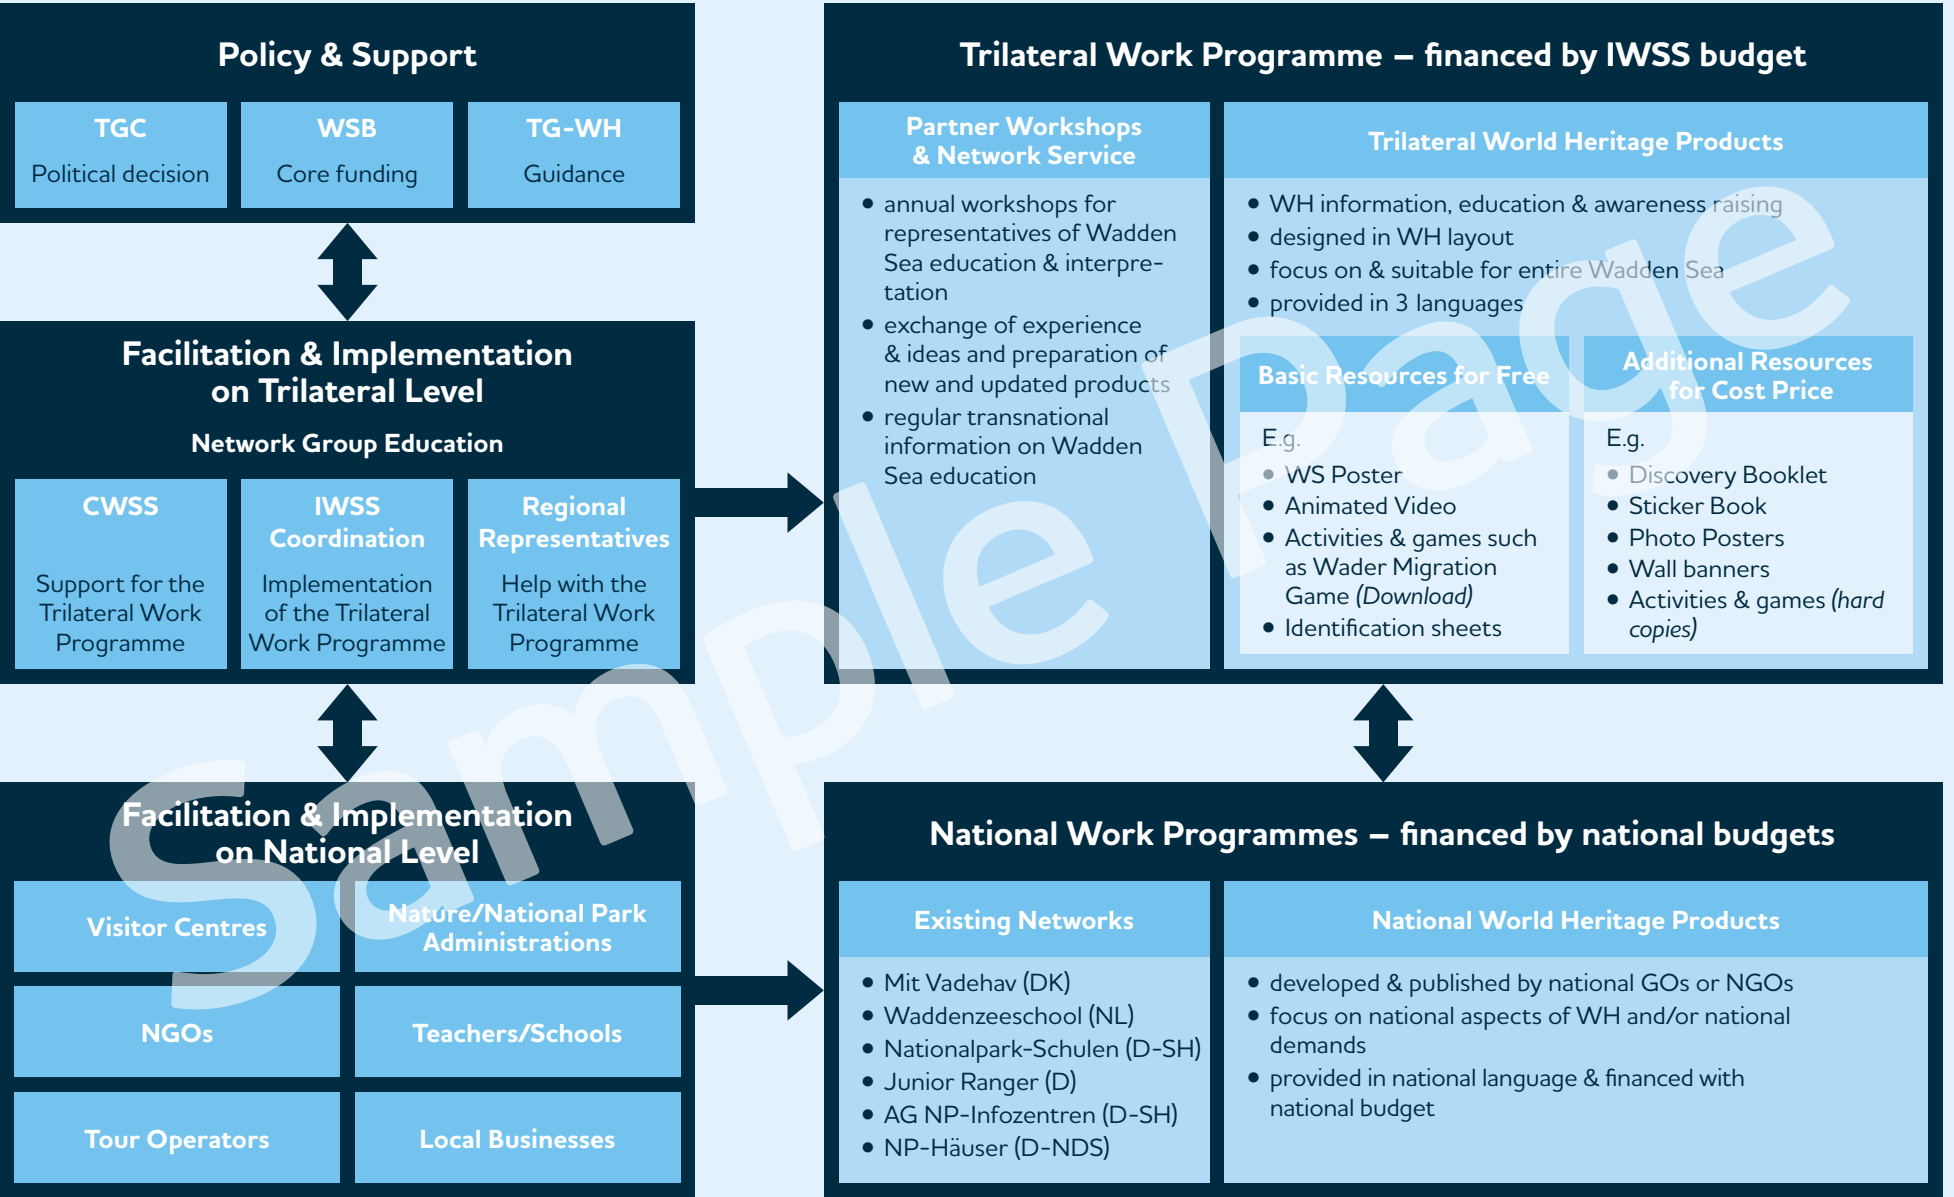 Policy & Support
TGC
Political decision
WSB
Core funding
TG-WH
Guidance
Facilitation & Implementation
on Trilateral Level
Network Group Education
CWSS
Support for the
Trilateral Work
Programme
IWSS
Coordination
Implementation
of the Trilateral
Work Programme
Regional
Representatives
Help with the
Trilateral Work
Programme
Facilitation & Implementation
on National Level
Visitor Centres
Nature/National Park
Administrations
NGOs
Teachers/Schools
Tour Operators
Local Businesses
Trilateral Work Programme – financed by IWSS budget
Partner Workshops
& Network Service
• annual workshops for
representatives of Wadden
Sea education & interpre-
tation
• exchange of experience
& ideas and preparation of
new and updated products
• regular transnational
information on Wadden
Sea education
Trilateral World Heritage Products
• WH information, education & awareness raising
• designed in WH layout
• focus on & suitable for entire Wadden Sea
• provided in 3 languages
Basic Resources for Free
E.g.
• WS Poster
• Animated Video
• Activities & games such
as Wader Migration
Game (Download)
• Identification sheets
Additional Resources
for Cost Price
E.g.
• Discovery Booklet
• Sticker Book
• Photo Posters
• Wall banners
• Activities & games (hard
copies)
National Work Programmes – financed by national budgets
Existing Networks
• Mit Vadehav (DK)
• Waddenzeeschool (NL)
• Nationalpark-Schulen (D-SH)
• Junior Ranger (D)
• AG NP-Infozentren (D-SH)
• NP-Häuser (D-NDS)
National World Heritage Products
• developed & published by national GOs or NGOs
• focus on national aspects of WH and/or national
demands
• provided in national language & financed with
national budget
Sample Page